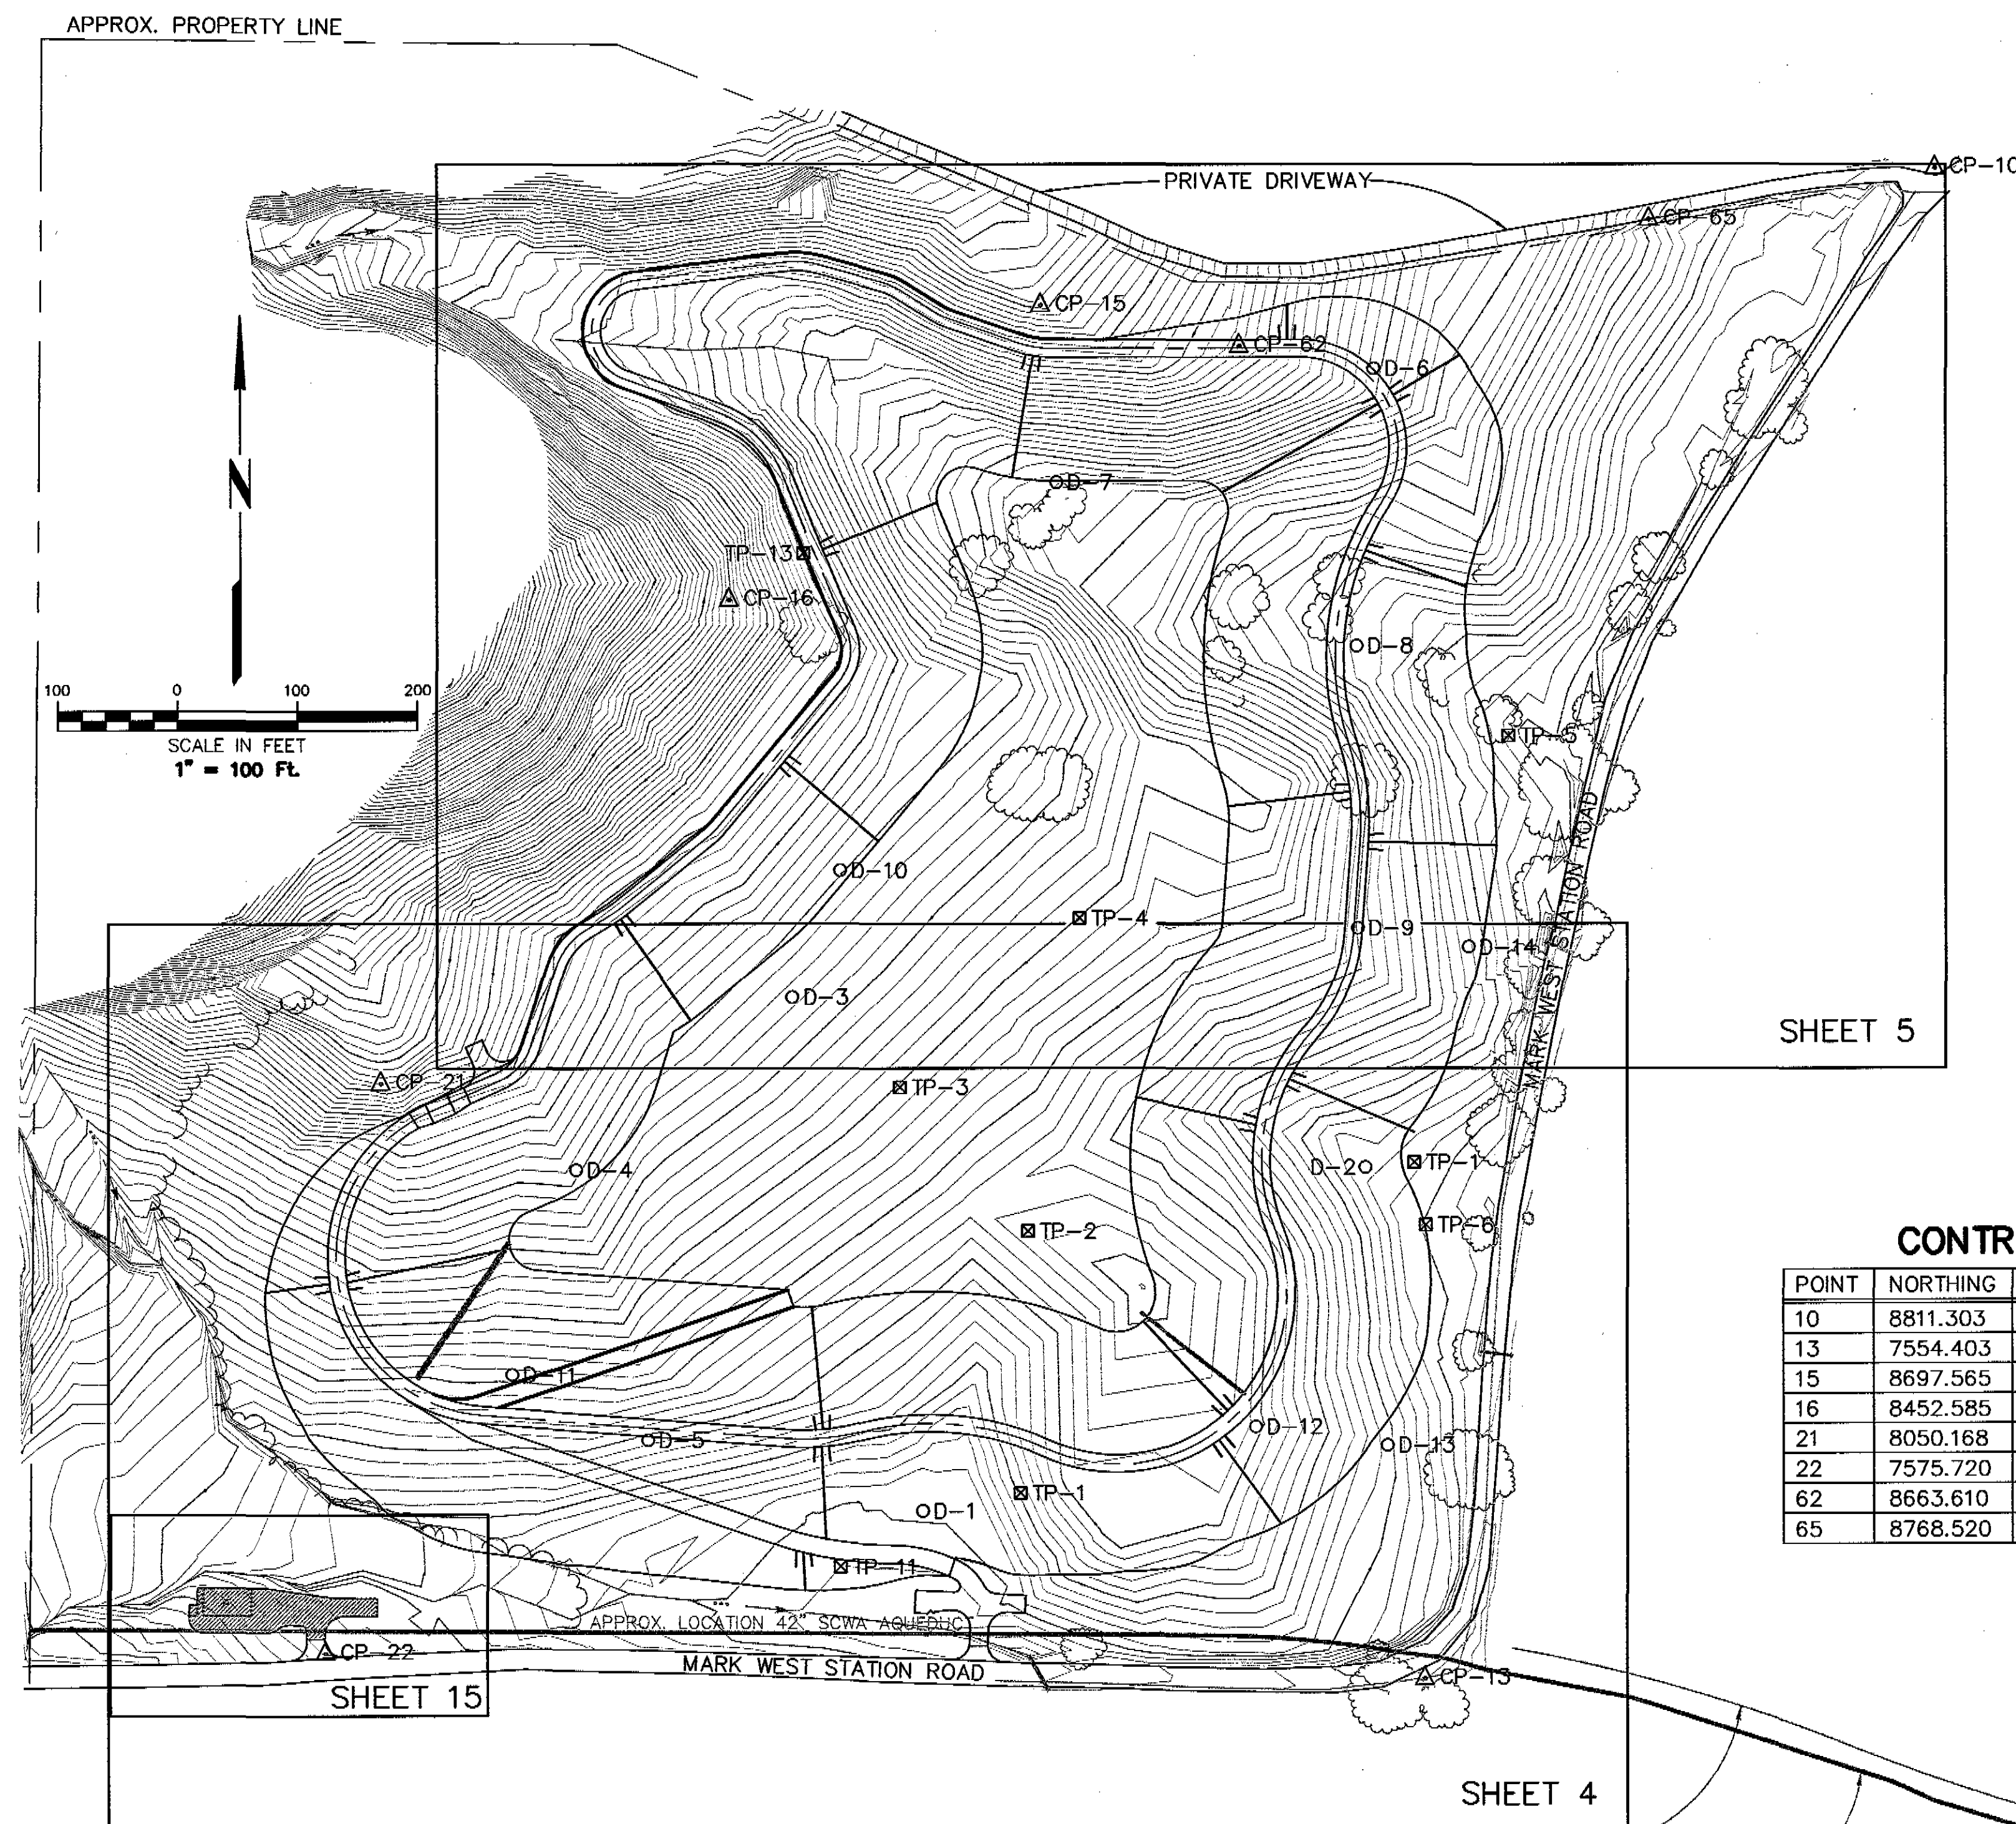 APPROX. PROPERTY LINE
CP-10
PRIVATE DRIVEWAY
CP-65
CP-15
CP-62
D-6
N
D-7
TP-13
CP-16
D-8
100 0 100 200
SCALE IN FEET
1" = 100 Ft.
TP-5
MARK WEST STATION ROAD
D-10
TP-4
D-9
D-14
D-3
SHEET 5
CP-21
TP-3
D-4
D-2
TP-1
TP-6
TP-2
CONTR
POINT NORTHING
10 8811.303
13 7554.403
15 8697.565
16 8452.585
21 8050.168
22 7575.720
62 8663.610
65 8768.520
D-11
D-5
D-12
D-13
TP-1
D-1
TP-11
APPROX. LOCATION 42" SCWA AQUEDUC
CP-22
MARK WEST STATION ROAD
CP-13
SHEET 15
SHEET 4